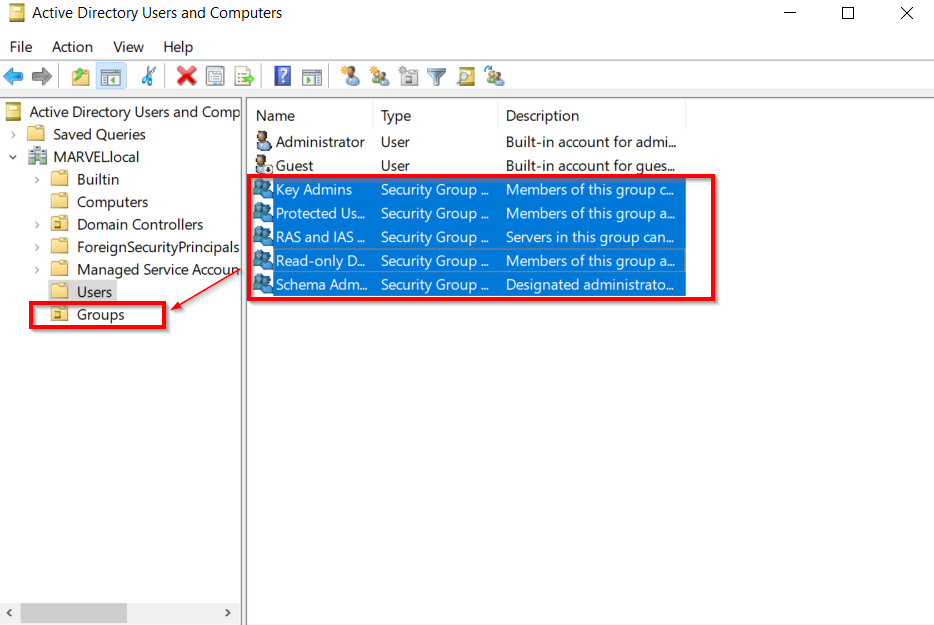 Active Directory Users and Computers
File Action View Help
Active Directory Users and Comp
Saved Queries
MARVEL.local
Builtin
Computers
Domain Controllers
ForeignSecurityPrincipals
Managed Service Accoun
Users
Groups
Name Type Description
Administrator User Built-in account for admi...
Guest User Built-in account for gues...
Key Admins Security Group ... Members of this group c...
Protected Us... Security Group ... Members of this group a...
RAS and IAS ... Security Group ... Servers in this group can...
Read-only D... Security Group ... Members of this group a...
Schema Adm... Security Group ... Designated administrato...